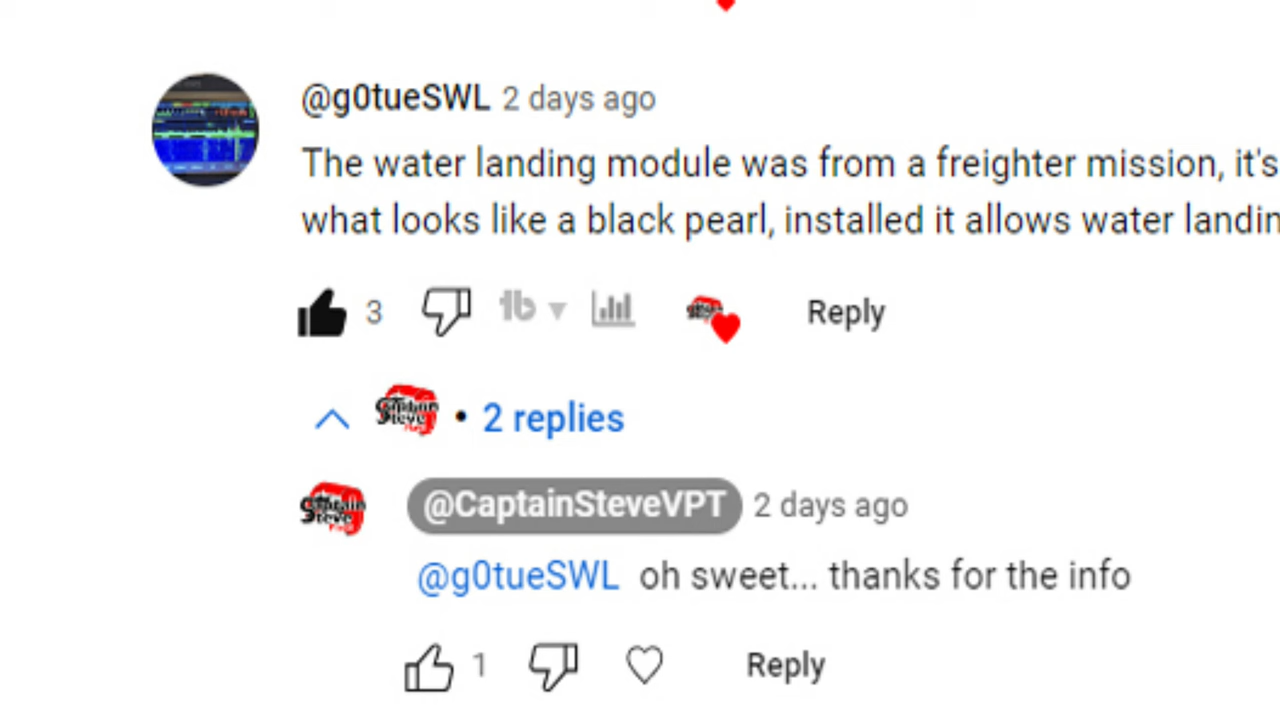 @g0tueSWL 2 days ago
The water landing module was from a freighter mission, it's
what looks like a black pearl, installed it allows water landin
3 Reply
• 2 replies
Captain Steve
@CaptainSteveVPT 2 days ago
@g0tueSWL oh sweet... thanks for the info
1 Reply